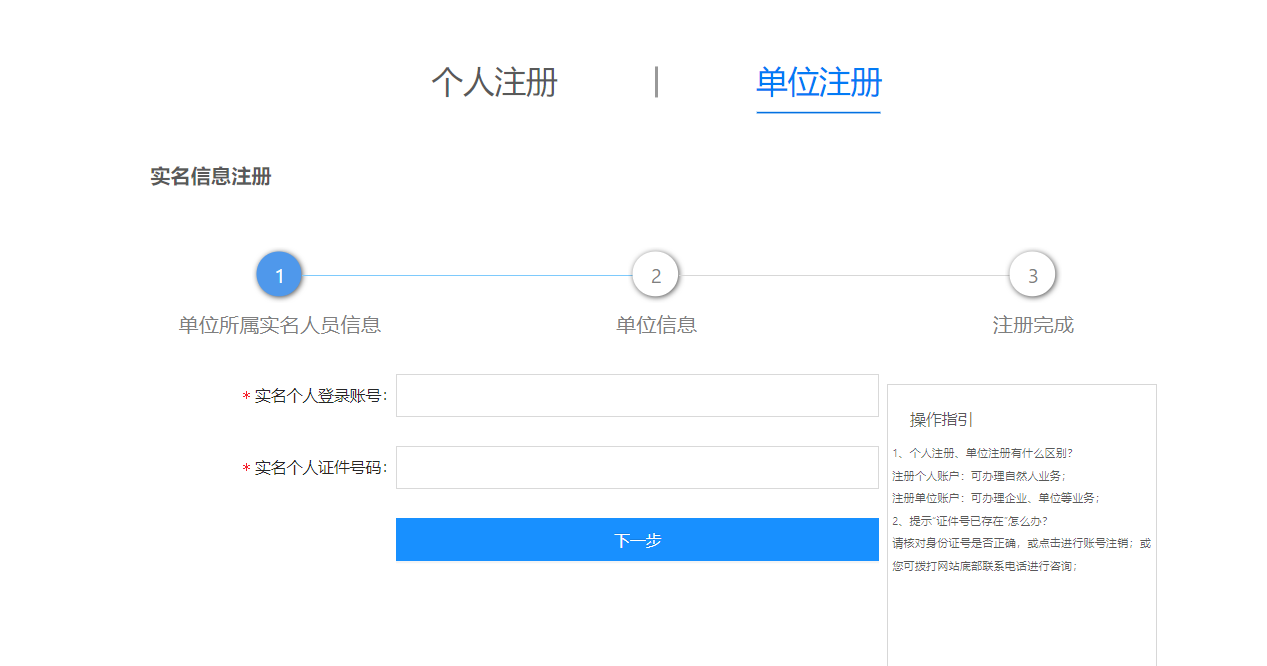 个人注册 | 单位注册
实名信息注册
1 2 3
单位所属实名人员信息 单位信息 注册完成
* 实名个人登录账号:
* 实名个人证件号码:
下一步
操作指引
1、个人注册、单位注册有什么区别?
注册个人账户：可办理自然人业务;
注册单位账户：可办理企业、单位等业务;
2、提示"证件号已存在"怎么办?
请核对身份证号是否正确，或点击进行账号注销；或
您可拨打网站底部联系电话进行咨询;